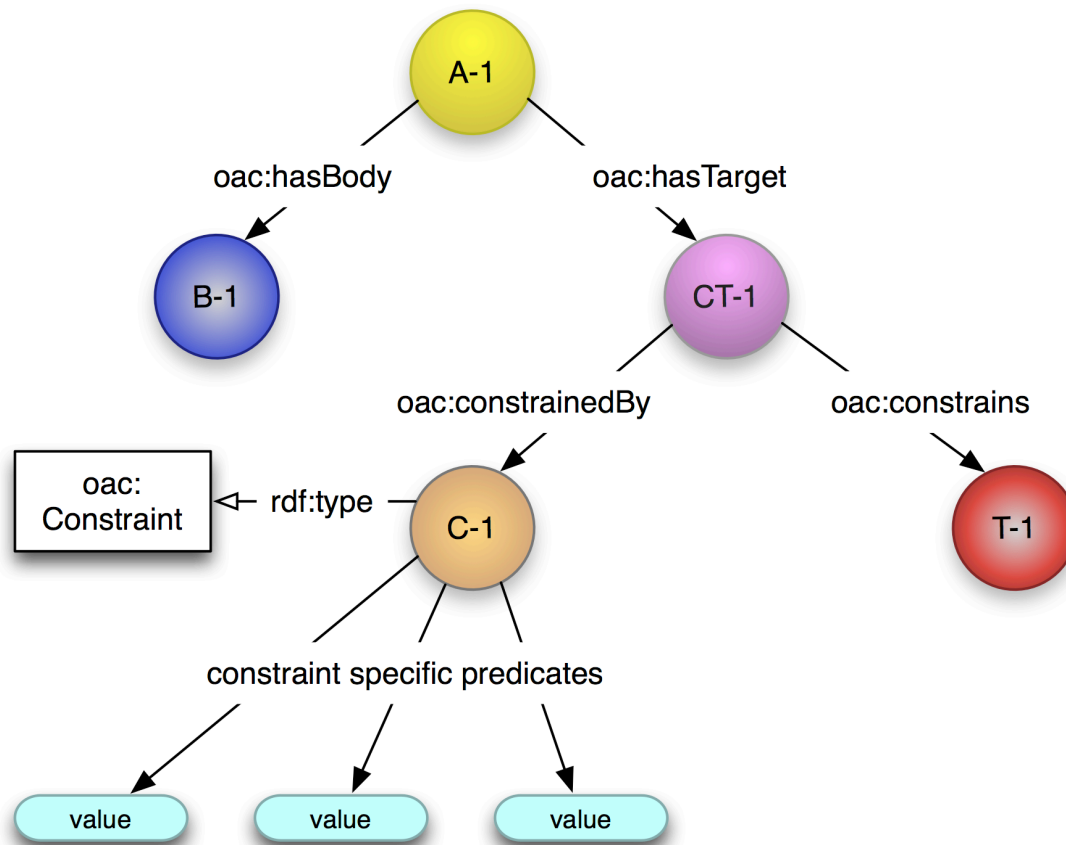 A-1
oac:hasBody
oac:hasTarget
B-1
CT-1
oac:constrainedBy
oac:constrains
oac:
Constraint
rdf:type
C-1
T-1
constraint specific predicates
value
value
value